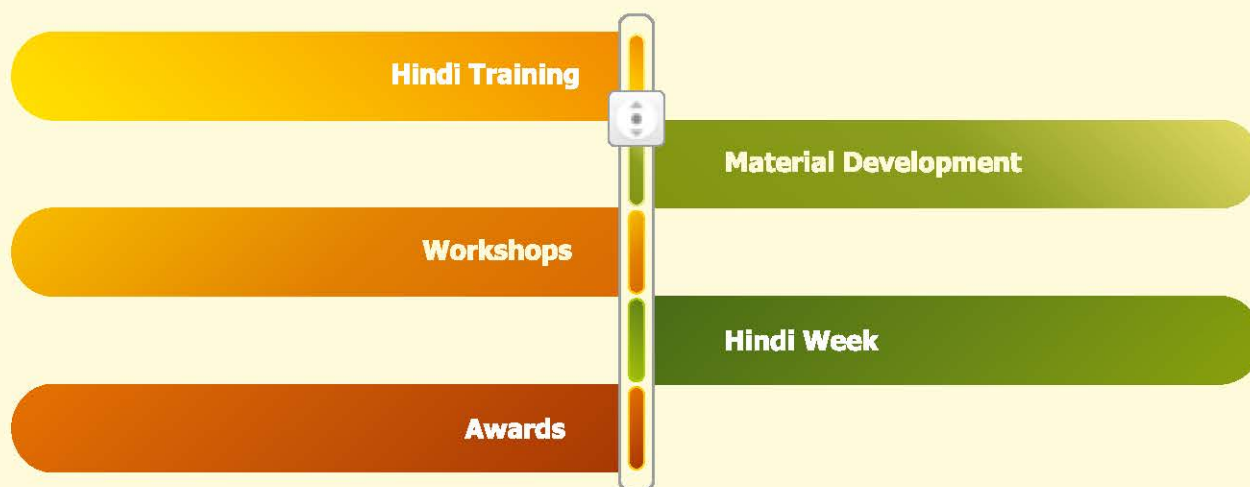 Hindi Training
Material Development
Workshops
Hindi Week
Awards